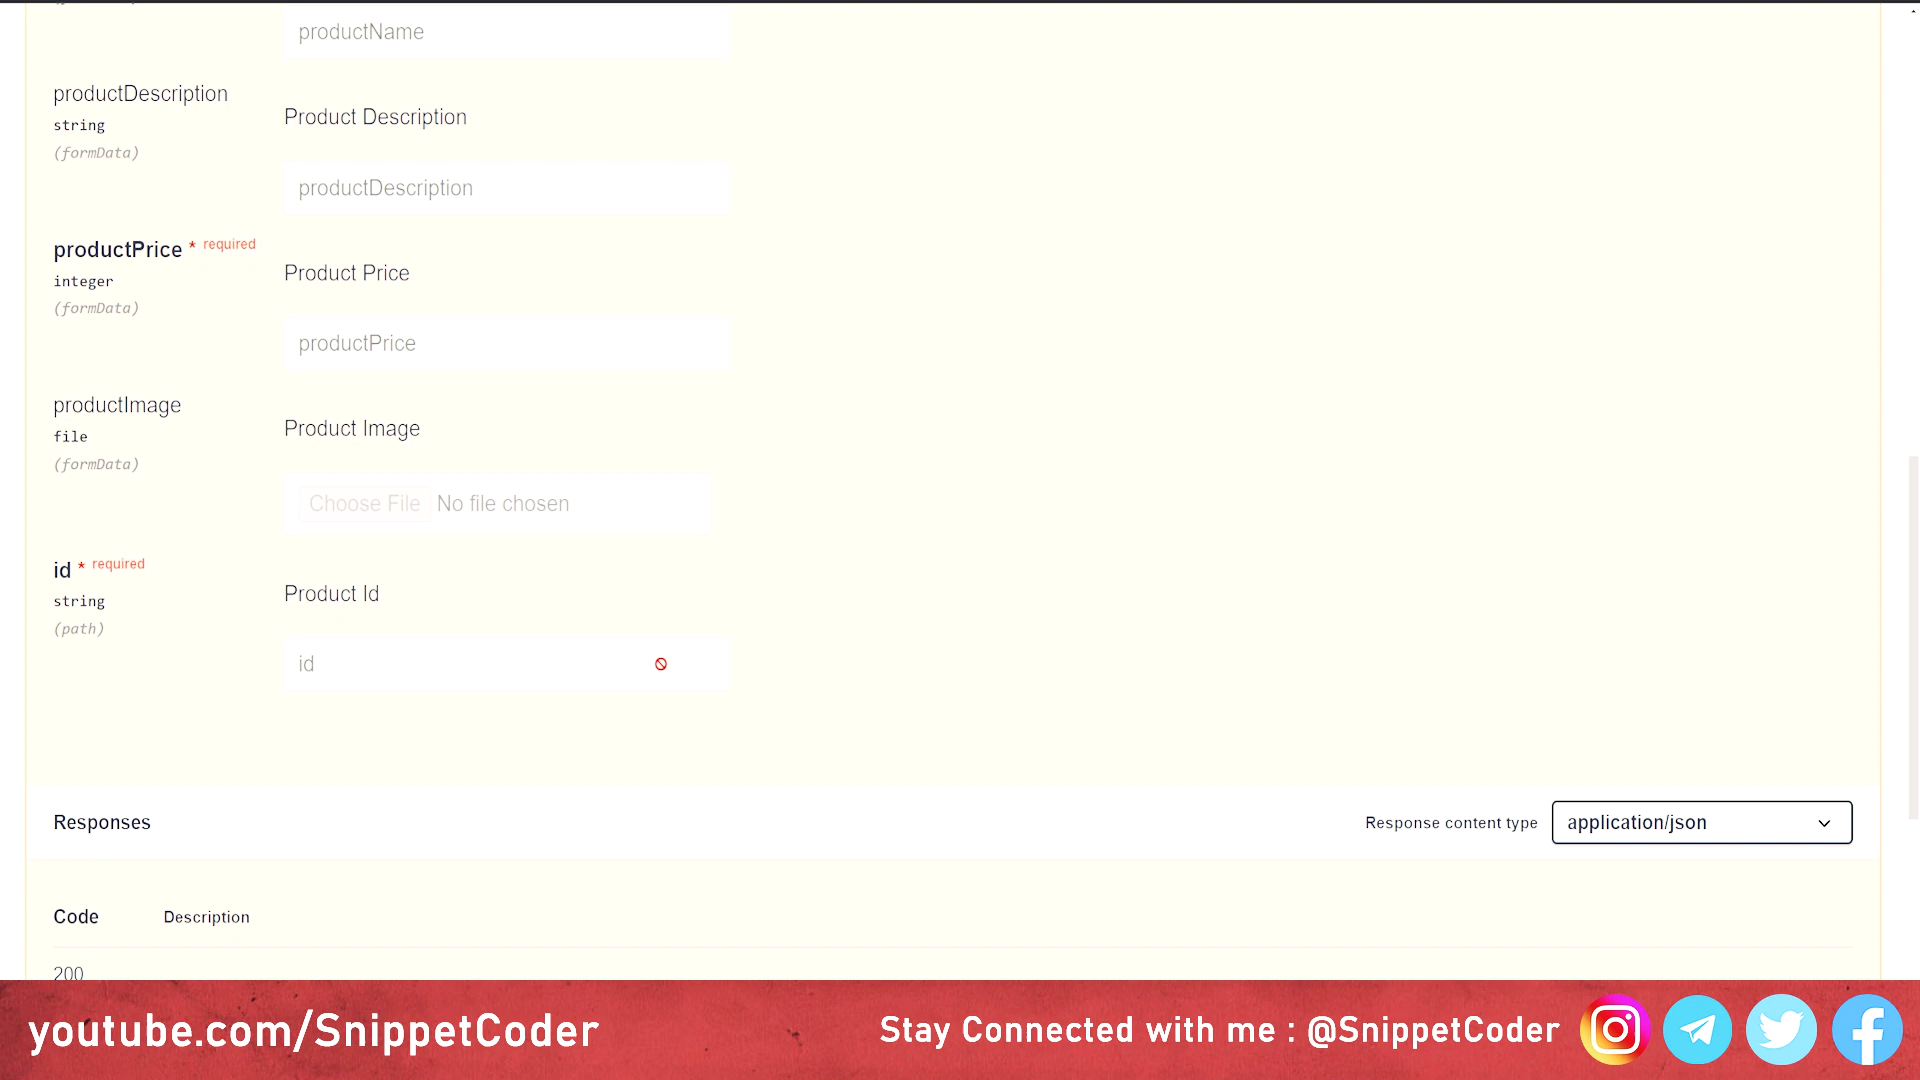 productName
productDescription
string
(formData)
Product Description
productDescription
productPrice * required
integer
(formData)
Product Price
productPrice
productImage
file
(formData)
Product Image
Choose File No file chosen
id * required
string
(path)
Product Id
id
Responses
Response content type
application/json
Code
Description
200
youtube.com/SnippetCoder
Stay Connected with me : @SnippetCoder